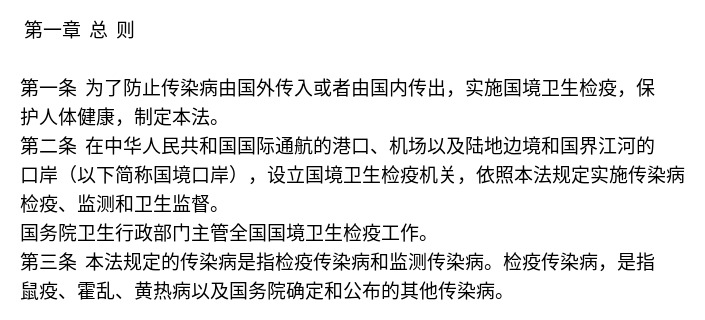 第一章 总 则
第一条 为了防止传染病由国外传入或者由国内传出，实施国境卫生检疫，保
护人体健康，制定本法。
第二条 在中华人民共和国国际通航的港口、机场以及陆地边境和国界江河的
口岸（以下简称国境口岸），设立国境卫生检疫机关，依照本法规定实施传染病
检疫、监测和卫生监督。
国务院卫生行政部门主管全国国境卫生检疫工作。
第三条 本法规定的传染病是指检疫传染病和监测传染病。检疫传染病，是指
鼠疫、霍乱、黄热病以及国务院确定和公布的其他传染病。